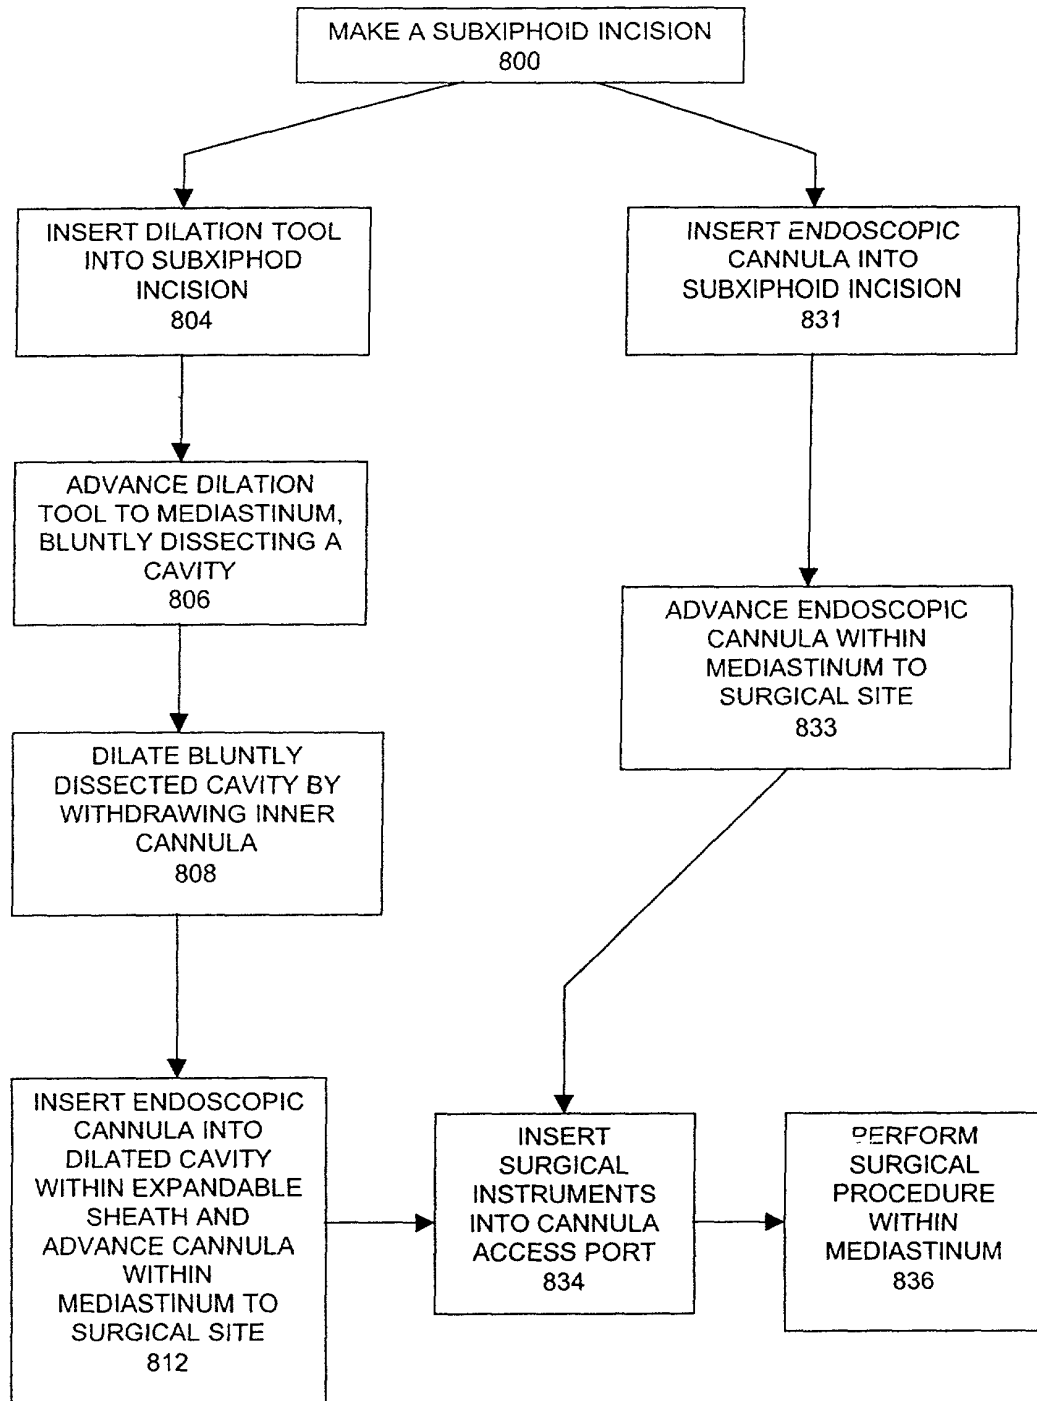 MAKE A SUBXIPHOID INCISION
800
INSERT DILATION TOOL
INTO SUBXIPHOD
INCISION
804
ADVANCE DILATION
TOOL TO MEDIASTINUM,
BLUNTLY DISSECTING A
CAVITY
806
DILATE BLUNTLY
DISSECTED CAVITY BY
WITHDRAWING INNER
CANNULA
808
INSERT ENDOSCOPIC
CANNULA INTO
DILATED CAVITY
WITHIN EXPANDABLE
SHEATH AND
ADVANCE CANNULA
WITHIN
MEDIASTINUM TO
SURGICAL SITE
812
INSERT ENDOSCOPIC
CANNULA INTO
SUBXIPHOID INCISION
831
ADVANCE ENDOSCOPIC
CANNULA WITHIN
MEDIASTINUM TO
SURGICAL SITE
833
INSERT
SURGICAL
INSTRUMENTS
INTO CANNULA
ACCESS PORT
834
PERFORM
SURGICAL
PROCEDURE
WITHIN
MEDIASTINUM
836